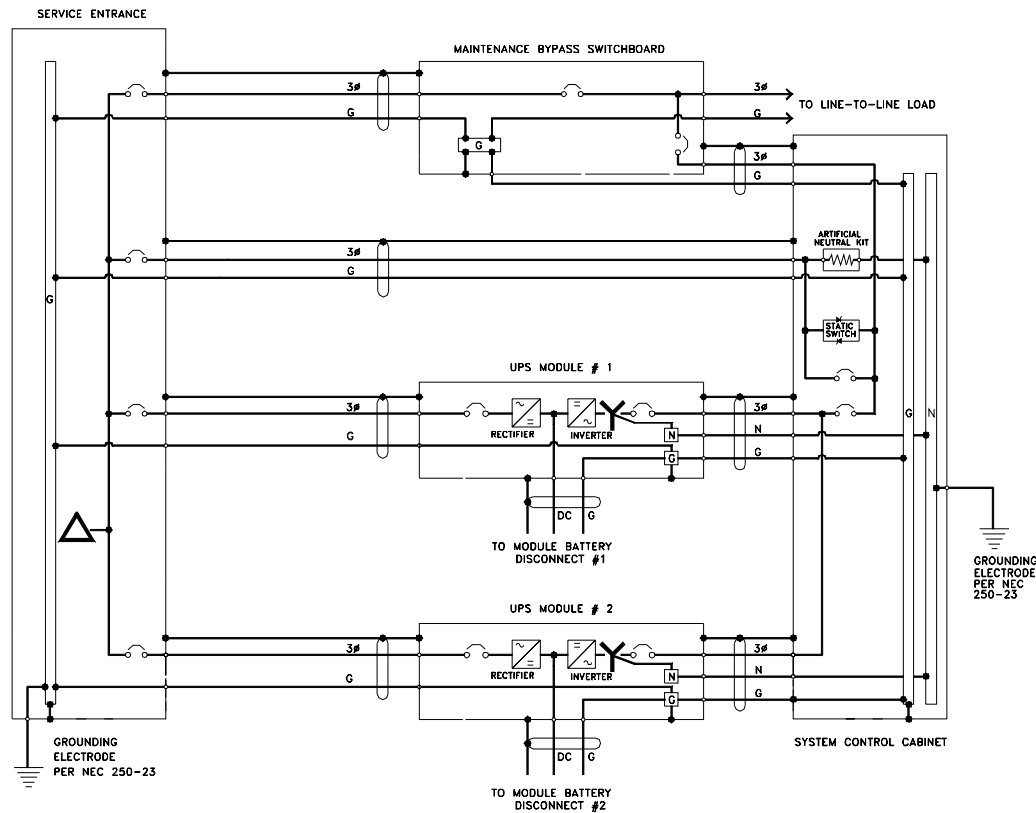 SERVICE ENTRANCE
MAINTENANCE BYPASS SWITCHBOARD
3ø
3ø
TO LINE-TO-LINE LOAD
G
G
G
3ø
G
ARTIFICIAL
NEUTRAL KIT
3ø
G
G
STATIC
SWITCH
UPS MODULE # 1
3ø
3ø
G
N
RECTIFIER
INVERTER
G
N
N
G
G
DC
G
TO MODULE BATTERY
DISCONNECT #1
GROUNDING
ELECTRODE
PER NEC
250-23
UPS MODULE # 2
3ø
3ø
RECTIFIER
INVERTER
N
N
G
G
G
GROUNDING
ELECTRODE
PER NEC 250-23
DC
G
SYSTEM CONTROL CABINET
TO MODULE BATTERY
DISCONNECT #2